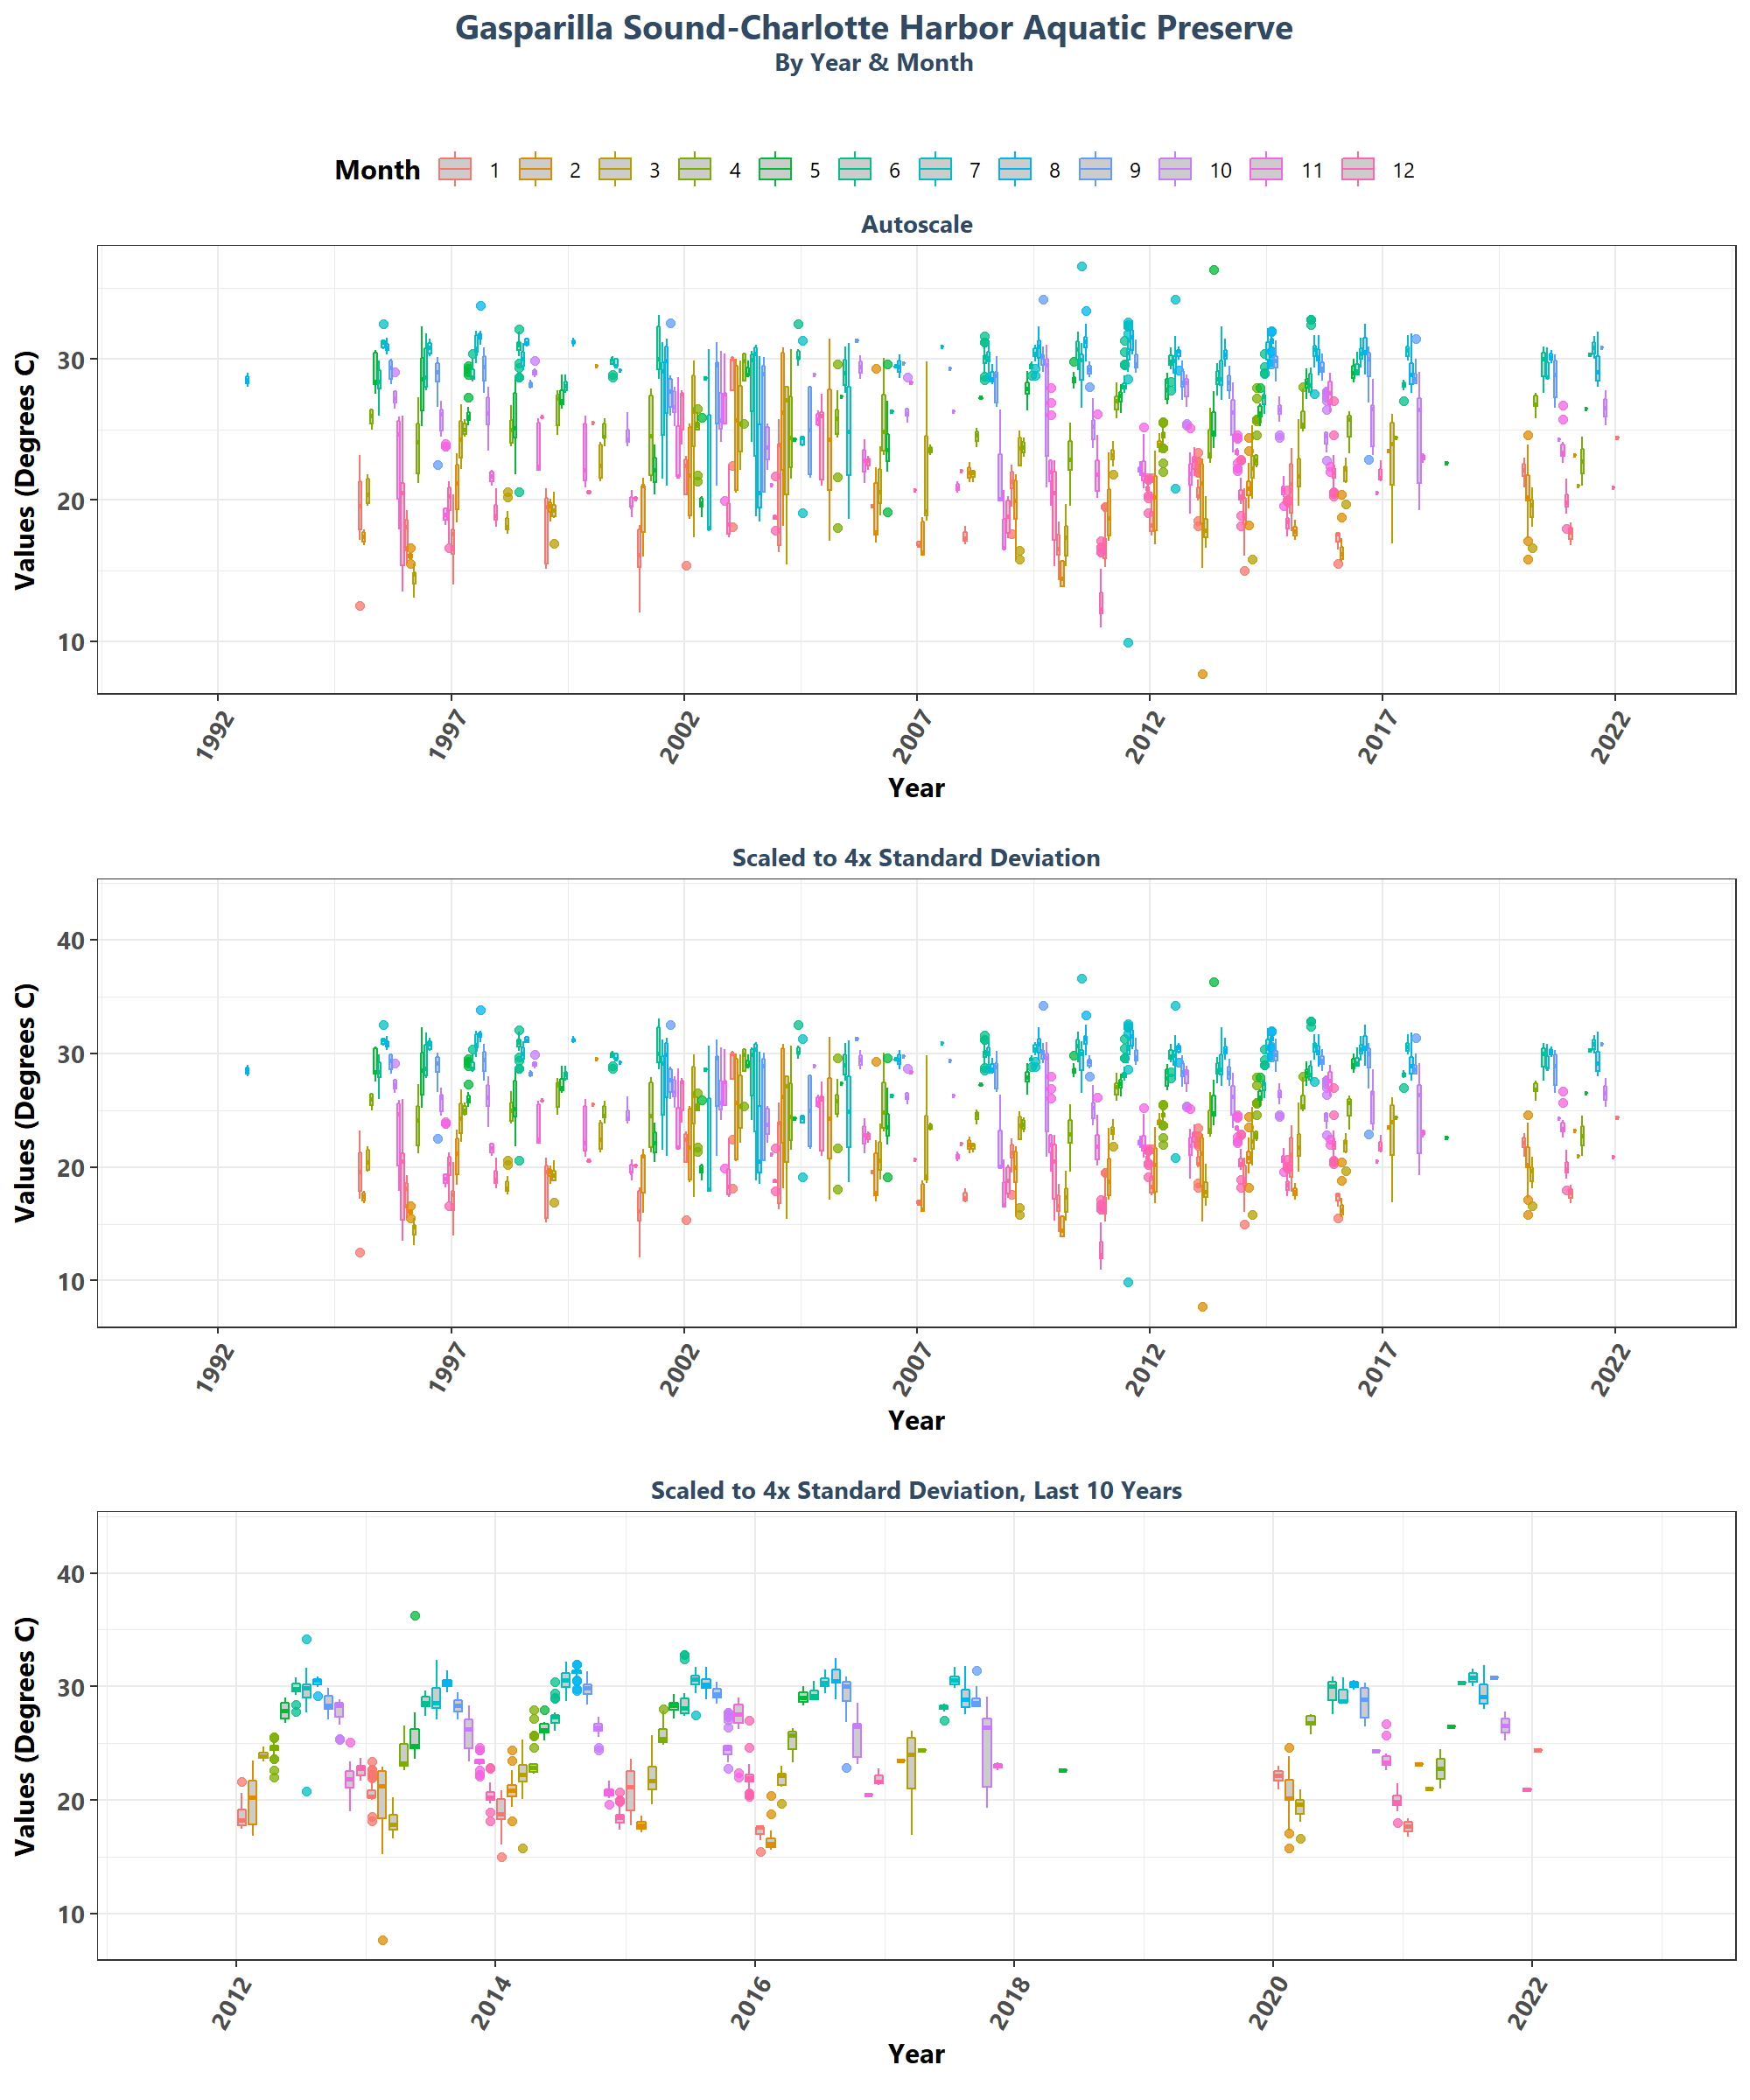 Gasparilla Sound-Charlotte Harbor Aquatic Preserve
By Year & Month
Month 1 2 3 4 5 6 7 8 9 10 11 12
Autoscale
Values (Degrees C)
30
20
10
1992 1997 2002 2007 2012 2017 2022
Year
Scaled to 4x Standard Deviation
Values (Degrees C)
40
30
20
10
1992 1997 2002 2007 2012 2017 2022
Year
Scaled to 4x Standard Deviation, Last 10 Years
Values (Degrees C)
40
30
20
10
2012 2014 2016 2018 2020 2022
Year